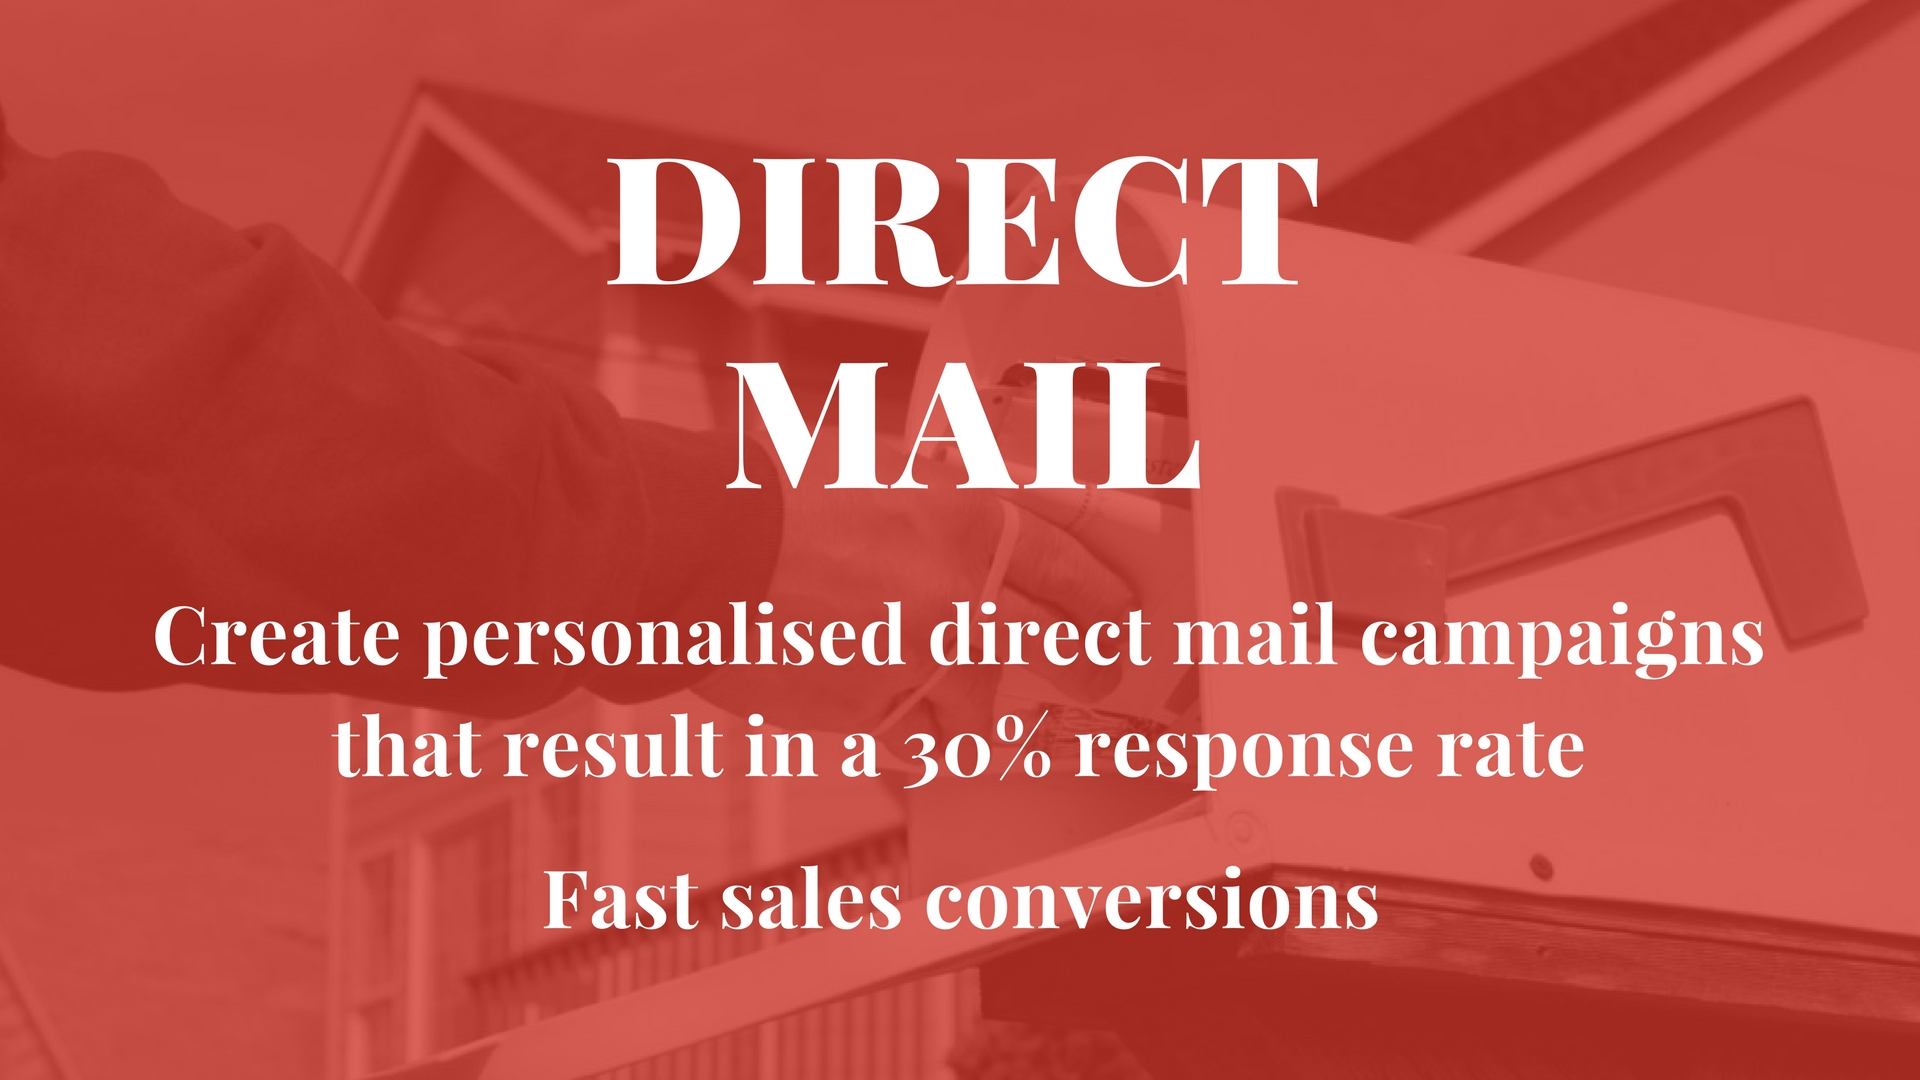 DIRECT
MAIL
Create personalised direct mail campaigns
that result in a 30% response rate
Fast sales conversions